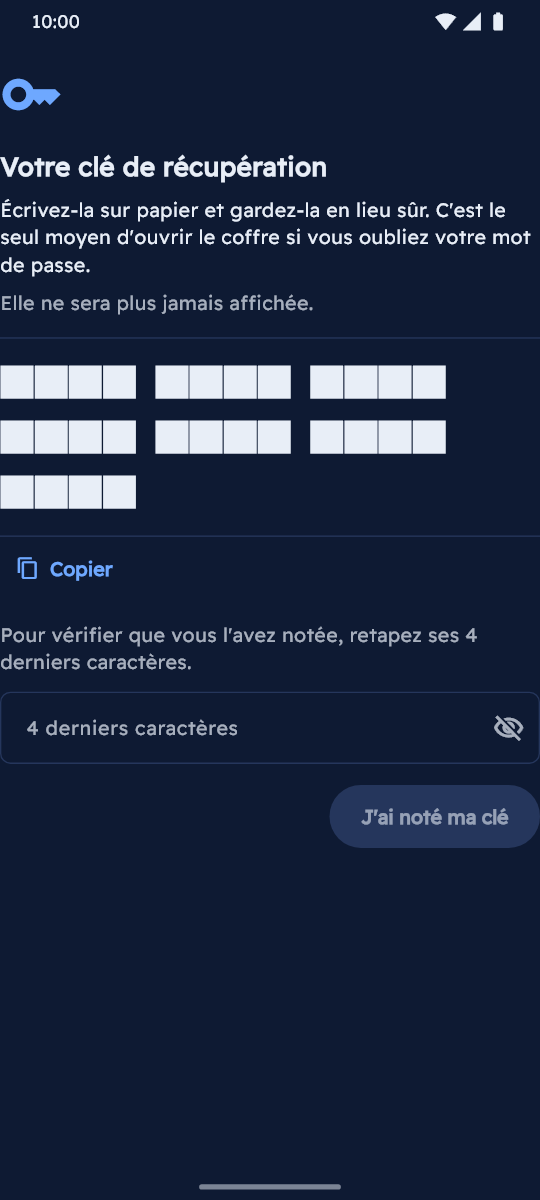 10:00
Votre clé de récupération
Écrivez-la sur papier et gardez-la en lieu sûr. C'est le
seul moyen d'ouvrir le coffre si vous oubliez votre mot
de passe.
Elle ne sera plus jamais affichée.
Copier
Pour vérifier que vous l'avez notée, retapez ses 4
derniers caractères.
4 derniers caractères
J'ai noté ma clé